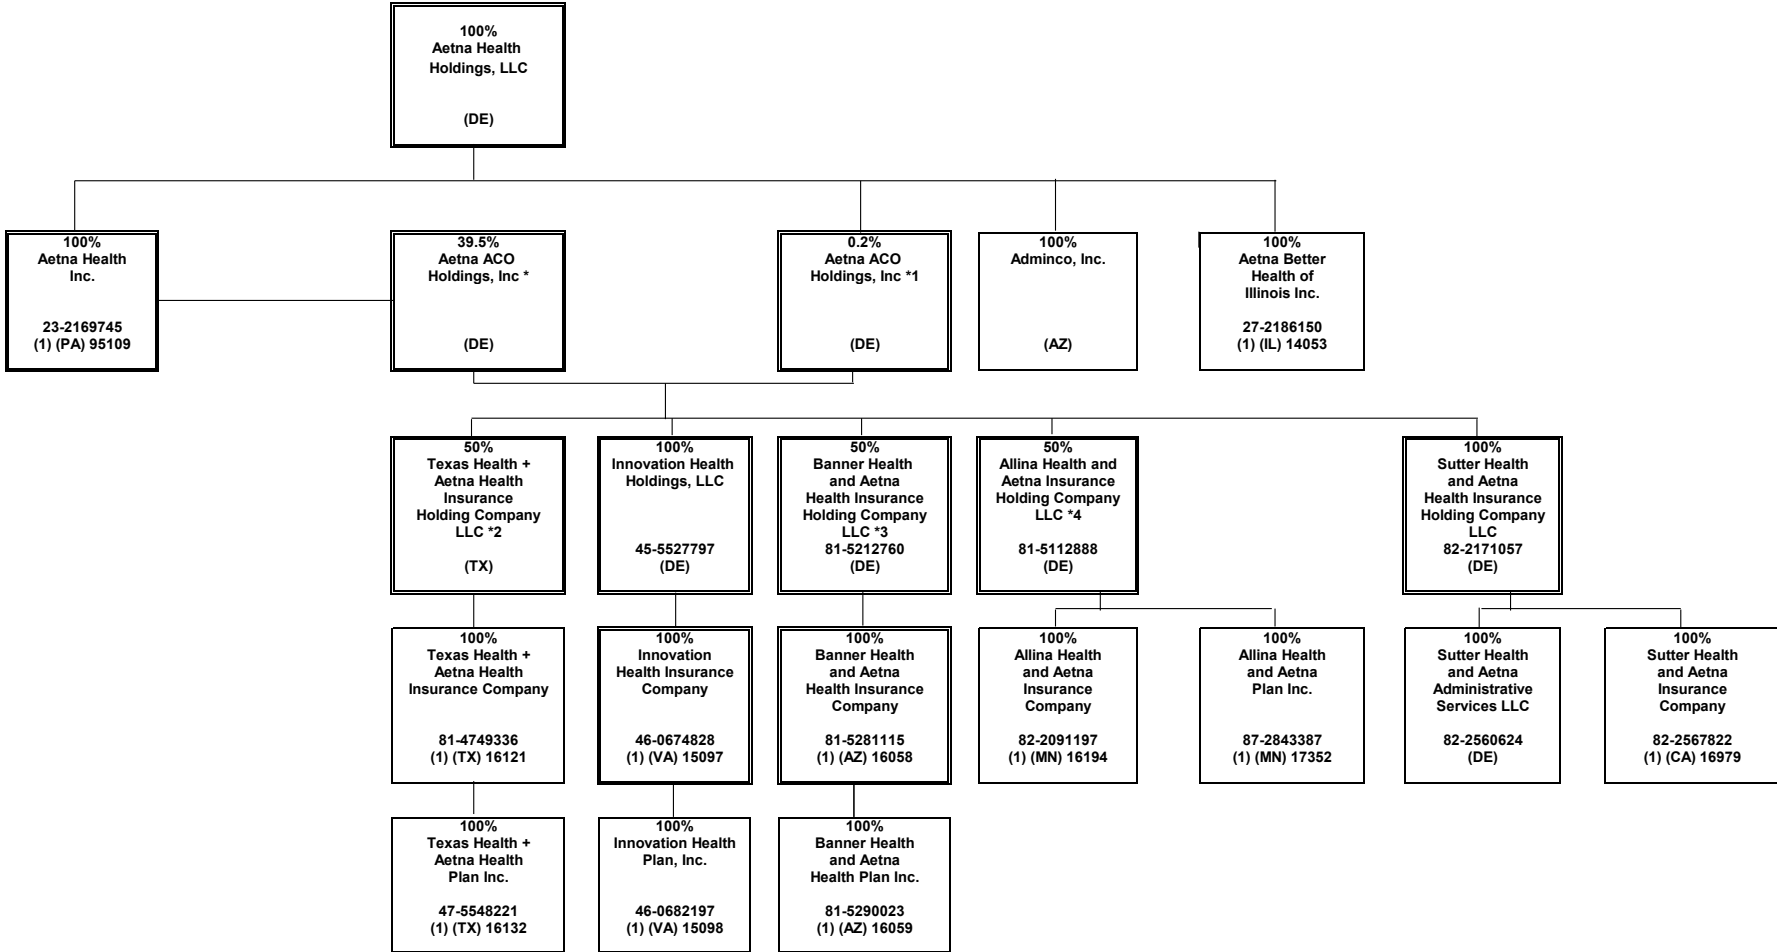 100%
Aetna Health
Holdings, LLC
(DE)
100%
Aetna Health
Inc.
23-2169745
(1) (PA) 95109
39.5%
Aetna ACO
Holdings, Inc *
(DE)
0.2%
Aetna ACO
Holdings, Inc *1
(DE)
100%
Adminco, Inc.
(AZ)
100%
Aetna Better
Health of
Illinois Inc.
27-2186150
(1) (IL) 14053
50%
Texas Health +
Aetna Health
Insurance
Holding Company
LLC *2
(TX)
100%
Innovation Health
Holdings, LLC
45-5527797
(DE)
50%
Banner Health
and Aetna
Health Insurance
Holding Company
LLC *3
81-5212760
(DE)
50%
Allina Health and
Aetna Insurance
Holding Company
LLC *4
81-5112888
(DE)
100%
Sutter Health
and Aetna
Health Insurance
Holding Company
LLC
82-2171057
(DE)
100%
Texas Health +
Aetna Health
Insurance Company
81-4749336
(1) (TX) 16121
100%
Innovation
Health Insurance
Company
46-0674828
(1) (VA) 15097
100%
Banner Health
and Aetna
Health Insurance
Company
81-5281115
(1) (AZ) 16058
100%
Allina Health
and Aetna
Insurance
Company
82-2091197
(1) (MN) 16194
100%
Allina Health
and Aetna
Plan Inc.
87-2843387
(1) (MN) 17352
100%
Sutter Health
and Aetna
Administrative
Services LLC
82-2560624
(DE)
100%
Sutter Health
and Aetna
Insurance
Company
82-2567822
(1) (CA) 16979
100%
Texas Health +
Aetna Health
Plan Inc.
47-5548221
(1) (TX) 16132
100%
Innovation Health
Plan, Inc.
46-0682197
(1) (VA) 15098
100%
Banner Health
and Aetna
Health Plan Inc.
81-5290023
(1) (AZ) 16059